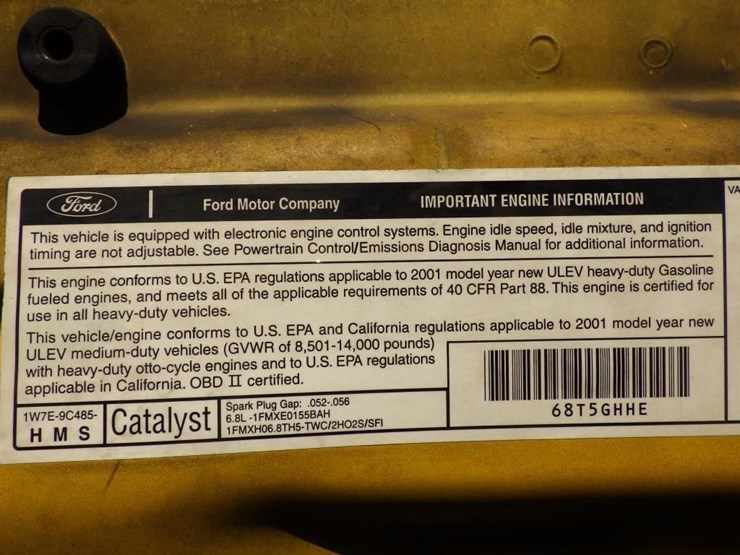 Ford | Ford Motor Company IMPORTANT ENGINE INFORMATION
VA
This vehicle is equipped with electronic engine control systems. Engine idle speed, idle mixture, and ignition
timing are not adjustable. See Powertrain Control/Emissions Diagnosis Manual for additional information.
This engine conforms to U.S. EPA regulations applicable to 2001 model year new ULEV heavy-duty Gasoline
fueled engines, and meets all of the applicable requirements of 40 CFR Part 88. This engine is certified for
use in all heavy-duty vehicles.
This vehicle/engine conforms to U.S. EPA and California regulations applicable to 2001 model year new
ULEV medium-duty vehicles (GVWR of 8,501-14,000 pounds)
with heavy-duty otto-cycle engines and to U.S. EPA regulations
applicable in California. OBD II certified.
68T5GHHE
1W7E-9C485-
HMS
Catalyst
Spark Plug Gap: .052-.056
6.8L -1FMXE0155BAH
1FMXH06.8TH5-TWC/2HO2S/SFI